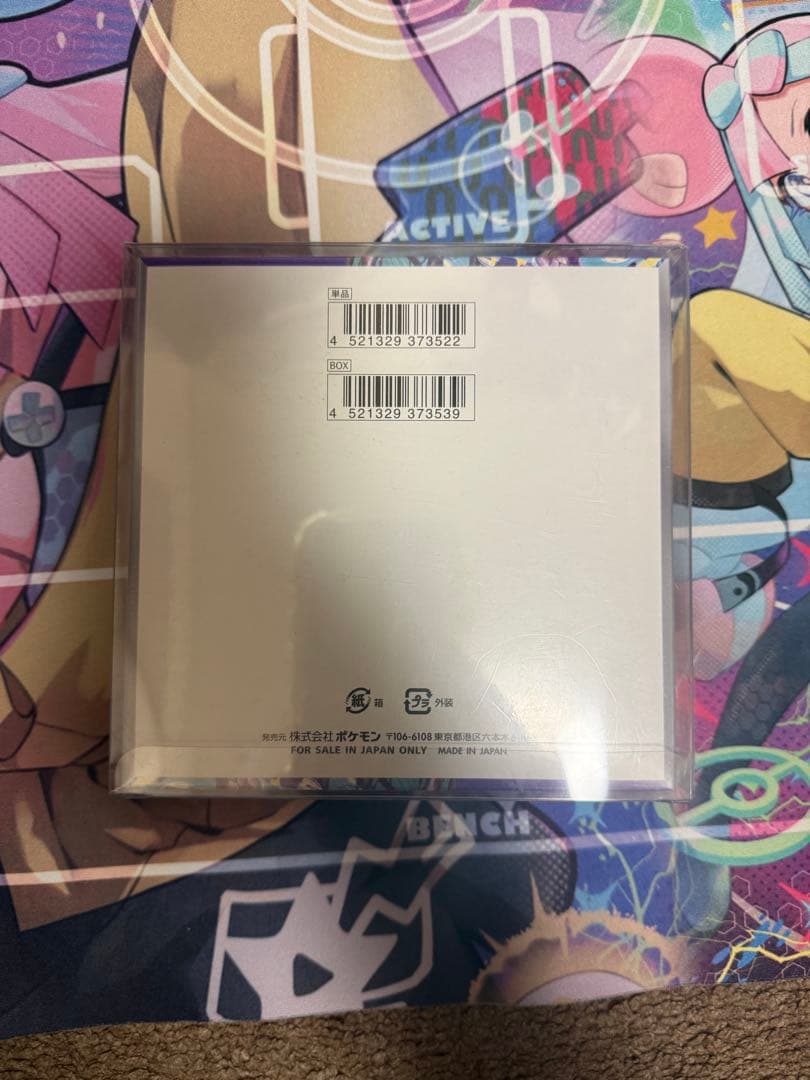 ACTIVE
単品
4 521329 373522
BOX
4 521329 373539
紙 箱 プラ 外装
発売元 株式会社ポケモン 〒106-6108 東京都港区六本木
FOR SALE IN JAPAN ONLY MADE IN JAPAN
BENCH